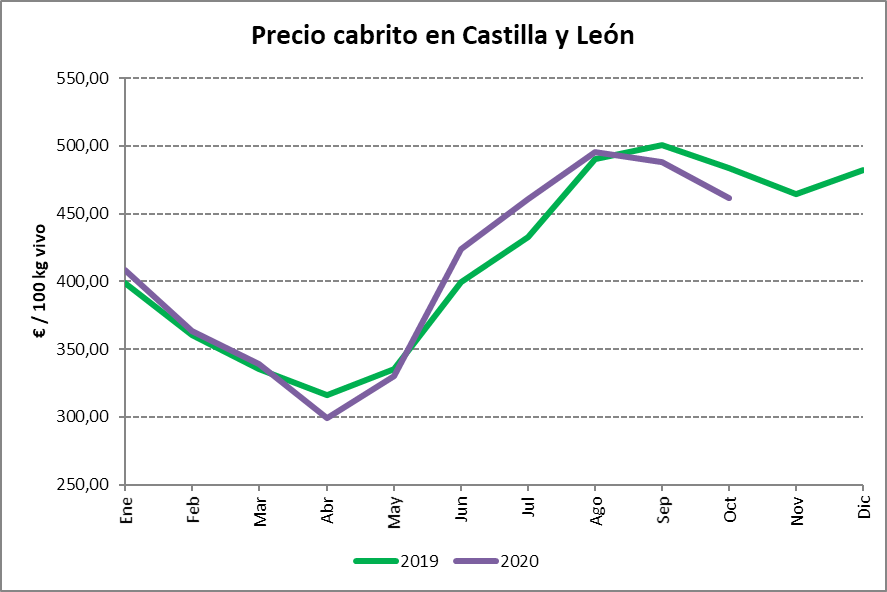 Precio cabrito en Castilla y León
550,00
500,00
450,00
400,00
350,00
300,00
250,00
€ / 100 kg vivo
Ene
Feb
Mar
Abr
May
Jun
Jul
Ago
Sep
Oct
Nov
Dic
2019
2020